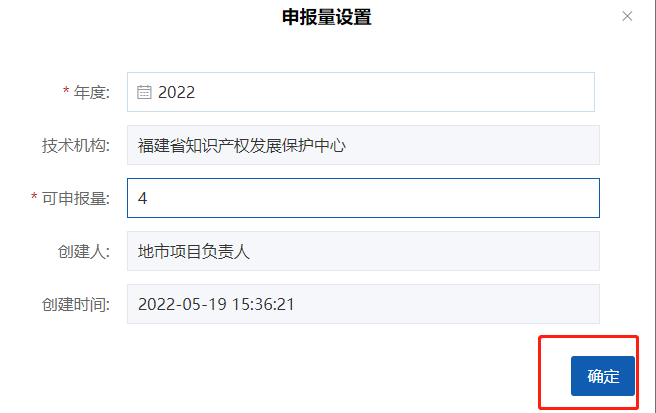 申报量设置
* 年度: 2022
技术机构: 福建省知识产权发展保护中心
* 可申报量: 4
创建人: 地市项目负责人
创建时间: 2022-05-19 15:36:21
确定